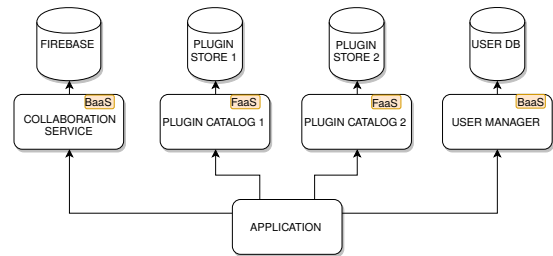 FIREBASE
PLUGIN
STORE 1
PLUGIN
STORE 2
USER DB
BaaS
COLLABORATION
SERVICE
FaaS
PLUGIN CATALOG 1
FaaS
PLUGIN CATALOG 2
BaaS
USER MANAGER
APPLICATION